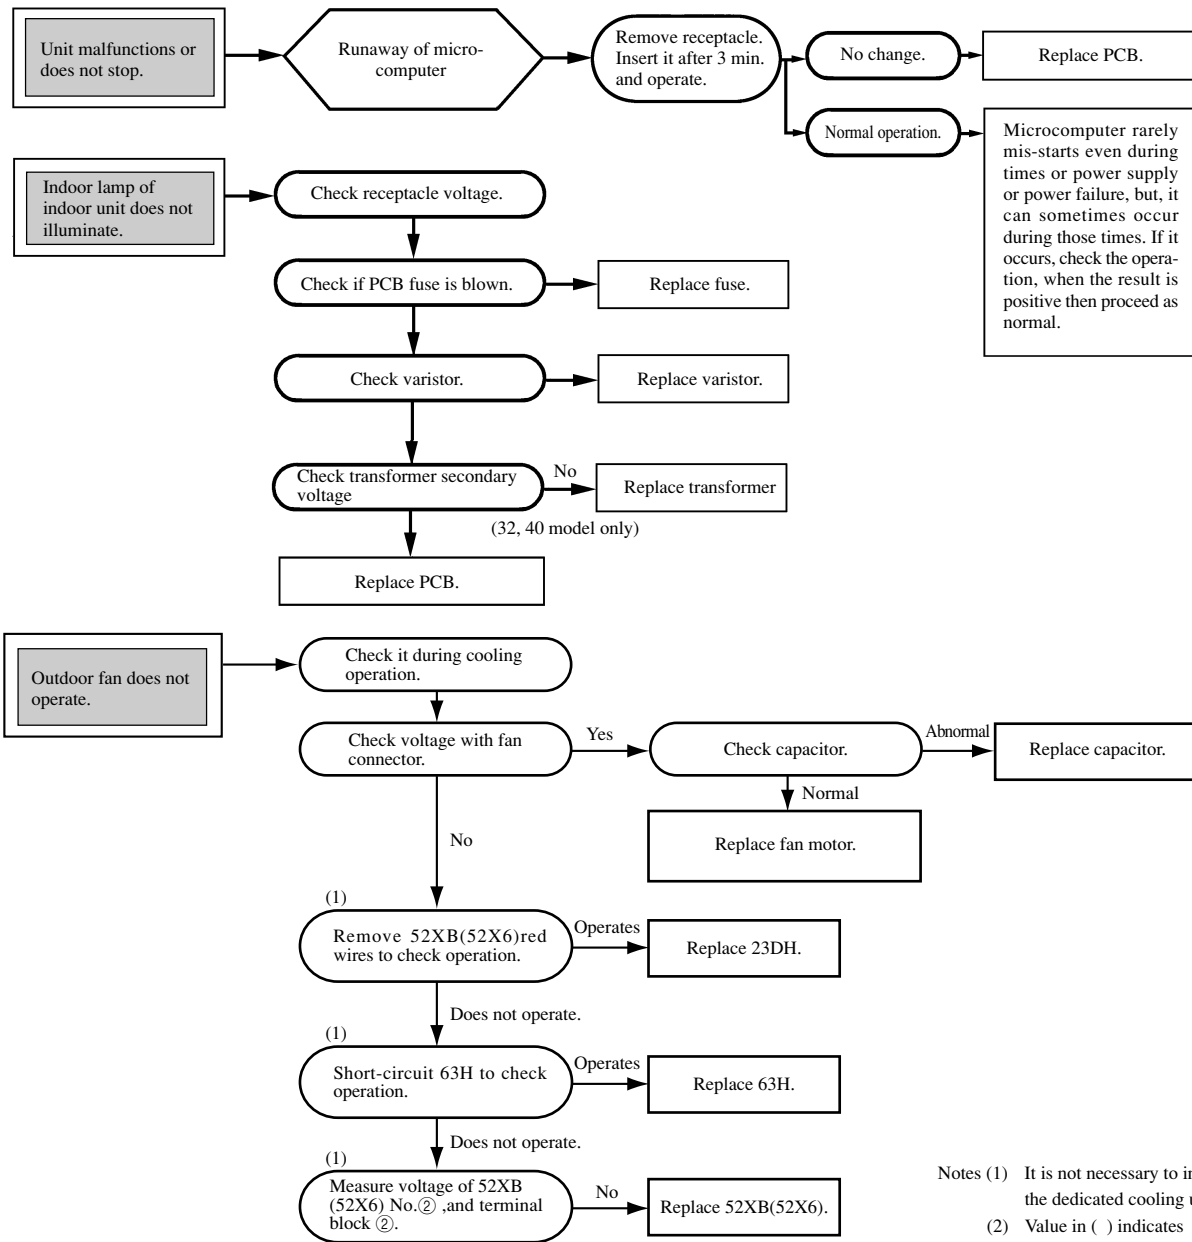 Unit malfunctions or
does not stop.
Runaway of micro-
computer
Remove receptacle.
Insert it after 3 min.
and operate.
No change.
Replace PCB.
Normal operation.
Microcomputer rarely
mis-starts even during
times or power supply
or power failure, but, it
can sometimes occur
during those times. If it
occurs, check the opera-
tion, when the result is
positive then proceed as
normal.
Indoor lamp of
indoor unit does not
illuminate.
Check receptacle voltage.
Check if PCB fuse is blown.
Replace fuse.
Check varistor.
Replace varistor.
Check transformer secondary
voltage
No
Replace transformer
(32, 40 model only)
Replace PCB.
Outdoor fan does not
operate.
Check it during cooling
operation.
Check voltage with fan
connector.
Yes
Check capacitor.
Abnormal
Replace capacitor.
Normal
Replace fan motor.
No
(1)
Remove 52XB(52X6)red
wires to check operation.
Operates
Replace 23DH.
Does not operate.
(1)
Short-circuit 63H to check
operation.
Operates
Replace 63H.
Does not operate.
(1)
Measure voltage of 52XB
(52X6) No.② ,and terminal
block ②.
No
Replace 52XB(52X6).
Notes (1) It is not necessary to
the dedicated cooling
(2) Value in ( ) indicates